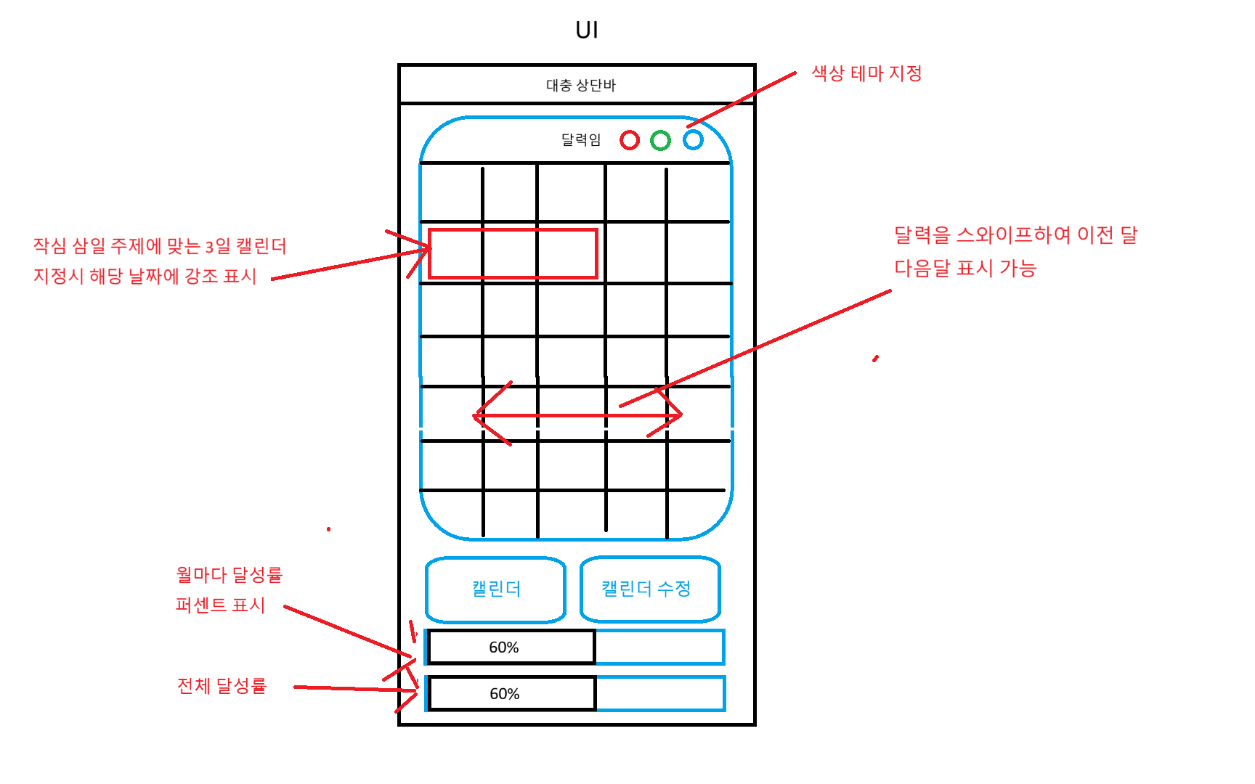 UI
대충 상단바
색상 테마 지정
달력임
작심 삼일 주제에 맞는 3일 캘린더
지정시 해당 날짜에 강조 표시
달력을 스와이프하여 이전 달
다음달 표시 가능
캘린더
캘린더 수정
월마다 달성률
퍼센트 표시
60%
전체 달성률
60%